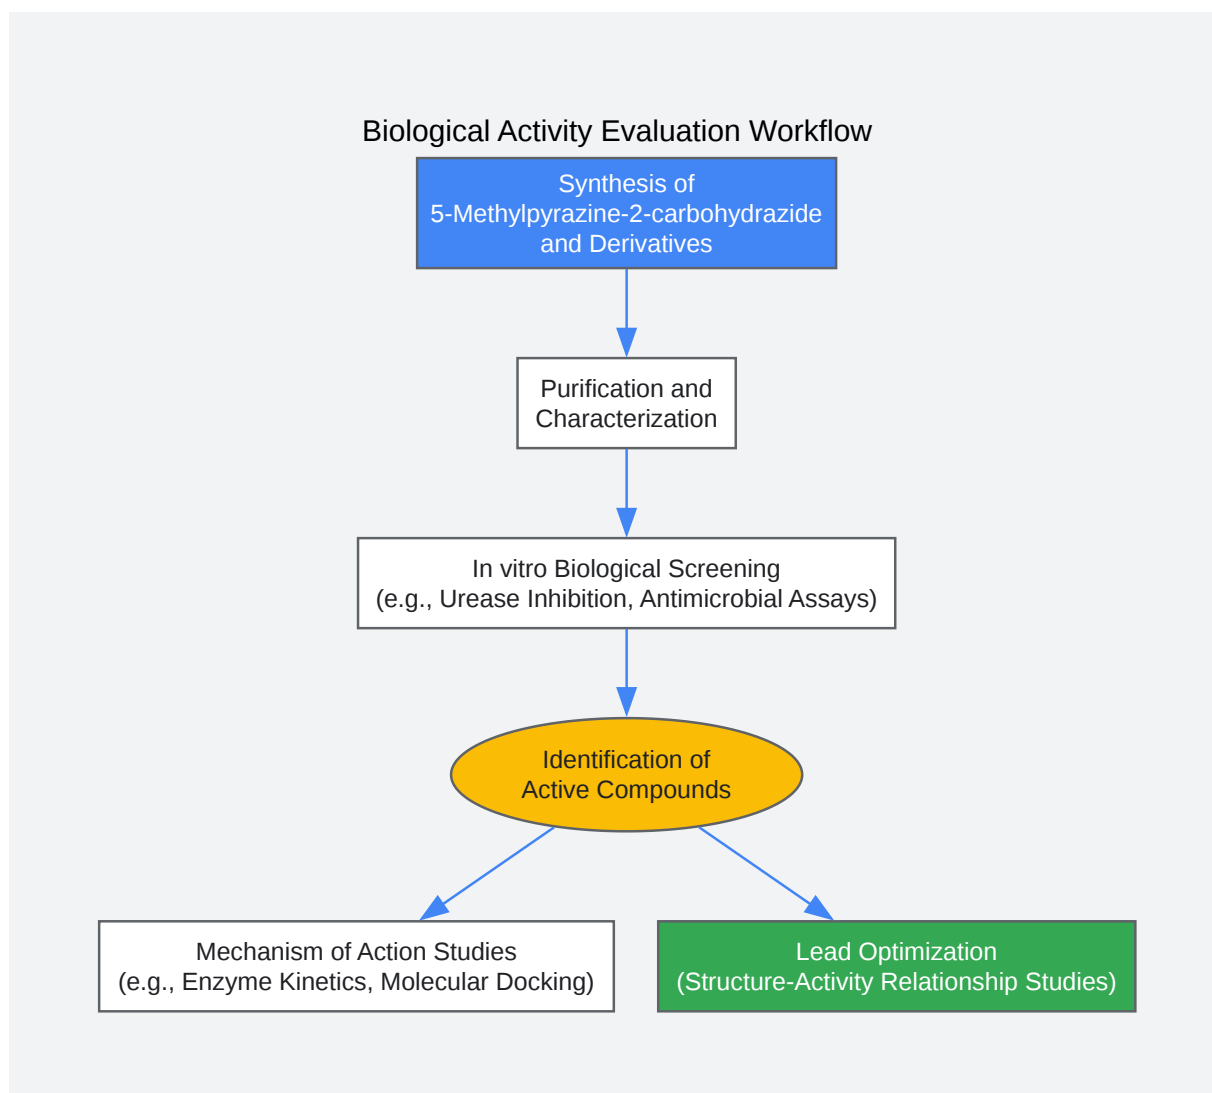 Biological Activity Evaluation Workflow
Synthesis of
5-Methylpyrazine-2-carbohydrazide
and Derivatives
Purification and
Characterization
In vitro Biological Screening
(e.g., Urease Inhibition, Antimicrobial Assays)
Identification of
Active Compounds
Mechanism of Action Studies
(e.g., Enzyme Kinetics, Molecular Docking)
Lead Optimization
(Structure-Activity Relationship Studies)